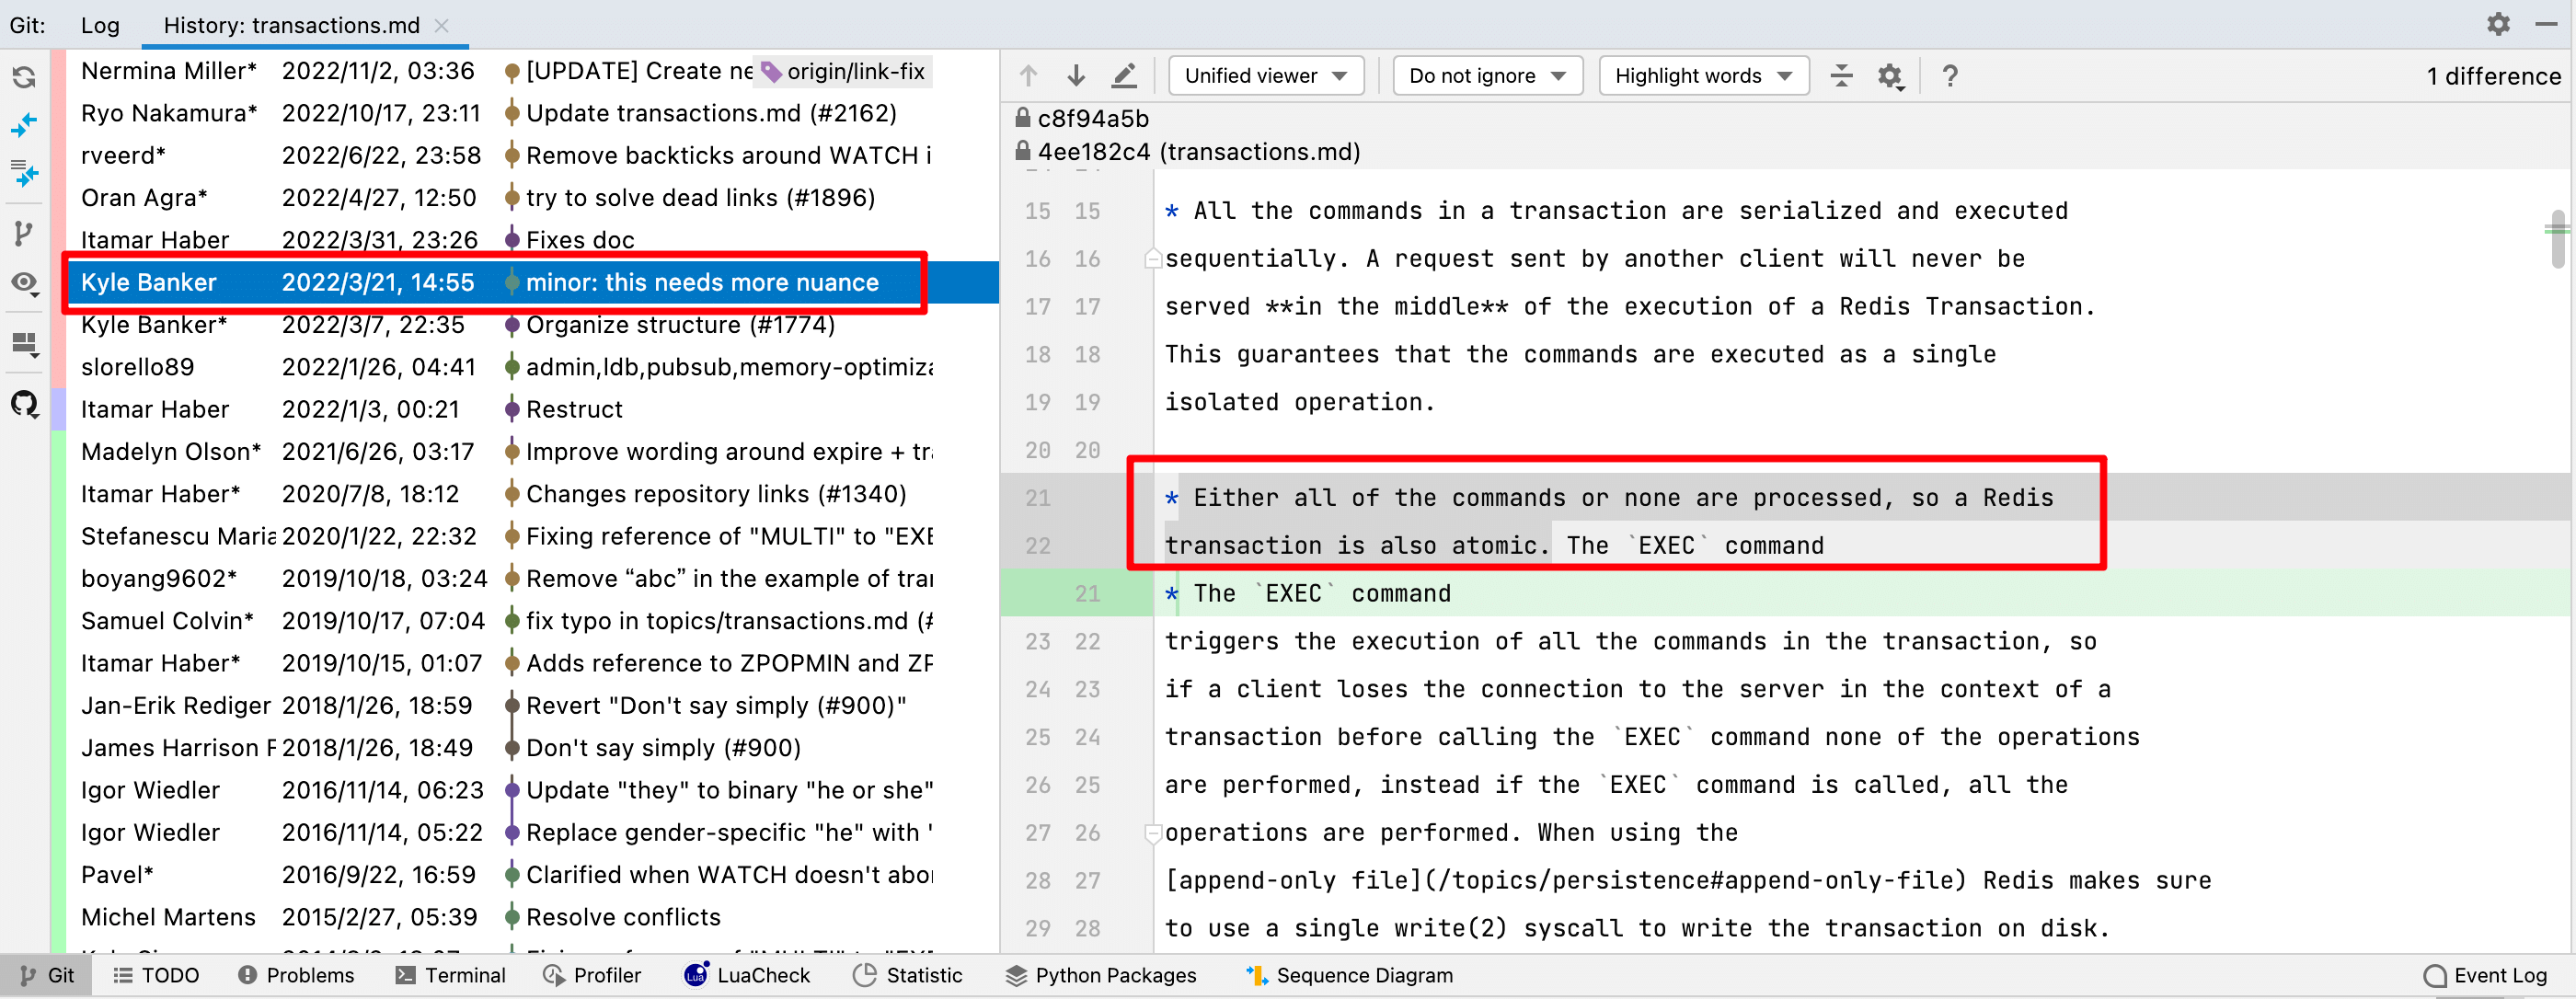 Git: Log History: transactions.md
Nermina Miller* 2022/11/2, 03:36 [UPDATE] Create ne origin/link-fix
Ryo Nakamura* 2022/10/17, 23:11 Update transactions.md (#2162)
rveerd* 2022/6/22, 23:58 Remove backticks around WATCH i
Oran Agra* 2022/4/27, 12:50 try to solve dead links (#1896)
Itamar Haber 2022/3/31, 23:26 Fixes doc
Kyle Banker 2022/3/21, 14:55 minor: this needs more nuance
Kyle Banker* 2022/3/7, 22:35 Organize structure (#1774)
slorello89 2022/1/26, 04:41 admin,ldb,pubsub,memory-optimiza
Itamar Haber 2022/1/3, 00:21 Restruct
Madelyn Olson* 2021/6/26, 03:17 Improve wording around expire + tra
Itamar Haber* 2020/7/8, 18:12 Changes repository links (#1340)
Stefanescu Maria 2020/1/22, 22:32 Fixing reference of "MULTI" to "EXE
boyang9602* 2019/10/18, 03:24 Remove “abc” in the example of tran
Samuel Colvin* 2019/10/17, 07:04 fix typo in topics/transactions.md (#
Itamar Haber* 2019/10/15, 01:07 Adds reference to ZPOPMIN and ZP
Jan-Erik Rediger 2018/1/26, 18:59 Revert "Don't say simply (#900)"
James Harrison F 2018/1/26, 18:49 Don't say simply (#900)
Igor Wiedler 2016/11/14, 06:23 Update "they" to binary "he or she"
Igor Wiedler 2016/11/14, 05:22 Replace gender-specific "he" with '
Pavel* 2016/9/22, 16:59 Clarified when WATCH doesn't abor
Michel Martens 2015/2/27, 05:39 Resolve conflicts
Unified viewer Do not ignore Highlight words ? 1 difference
c8f94a5b
4ee182c4 (transactions.md)
15 15 * All the commands in a transaction are serialized and executed
16 16 sequentially. A request sent by another client will never be
17 17 served **in the middle** of the execution of a Redis Transaction.
18 18 This guarantees that the commands are executed as a single
19 19 isolated operation.
20 20
21 * Either all of the commands or none are processed, so a Redis
22 transaction is also atomic. The `EXEC` command
21 * The `EXEC` command
23 22 triggers the execution of all the commands in the transaction, so
24 23 if a client loses the connection to the server in the context of a
25 24 transaction before calling the `EXEC` command none of the operations
26 25 are performed, instead if the `EXEC` command is called, all the
27 26 operations are performed. When using the
28 27 [append-only file](/topics/persistence#append-only-file) Redis makes sure
29 28 to use a single write(2) syscall to write the transaction on disk.
Git TODO Problems Terminal Profiler Lua LuaCheck Statistic Python Packages Sequence Diagram Event Log